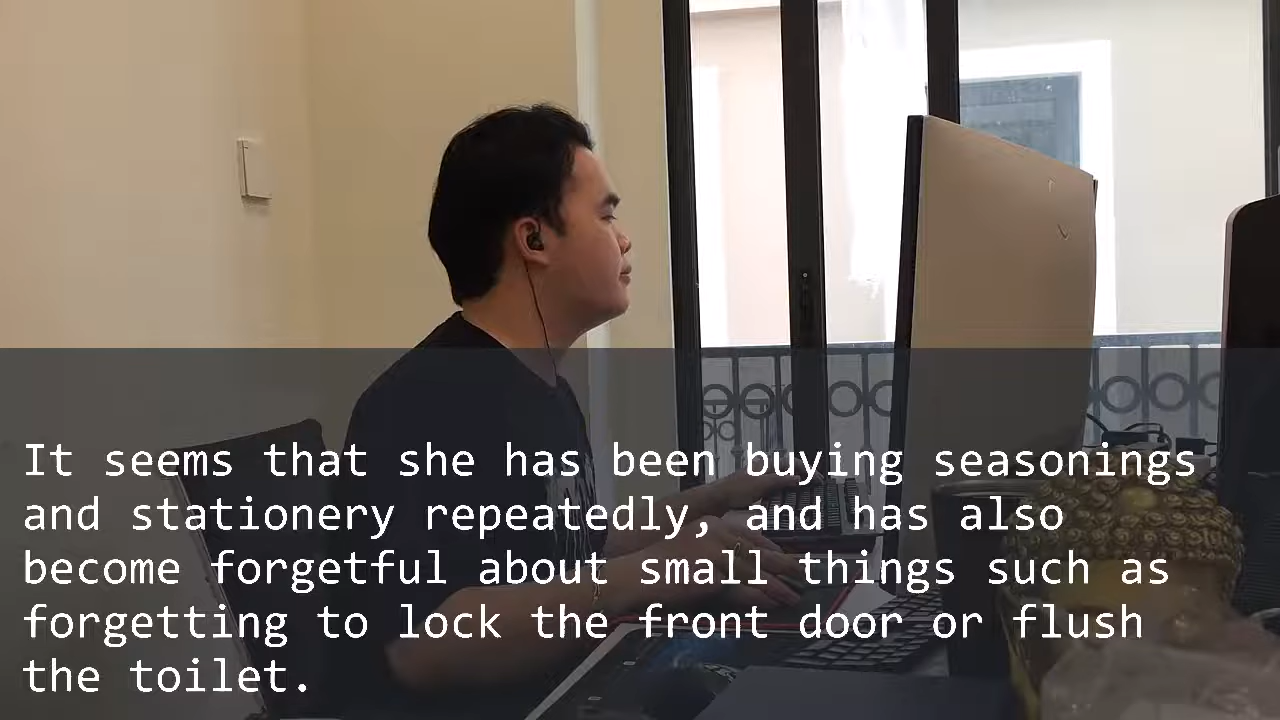 It seems that she has been buying seasonings
and stationery repeatedly, and has also
become forgetful about small things such as
forgetting to lock the front door or flush
the toilet.